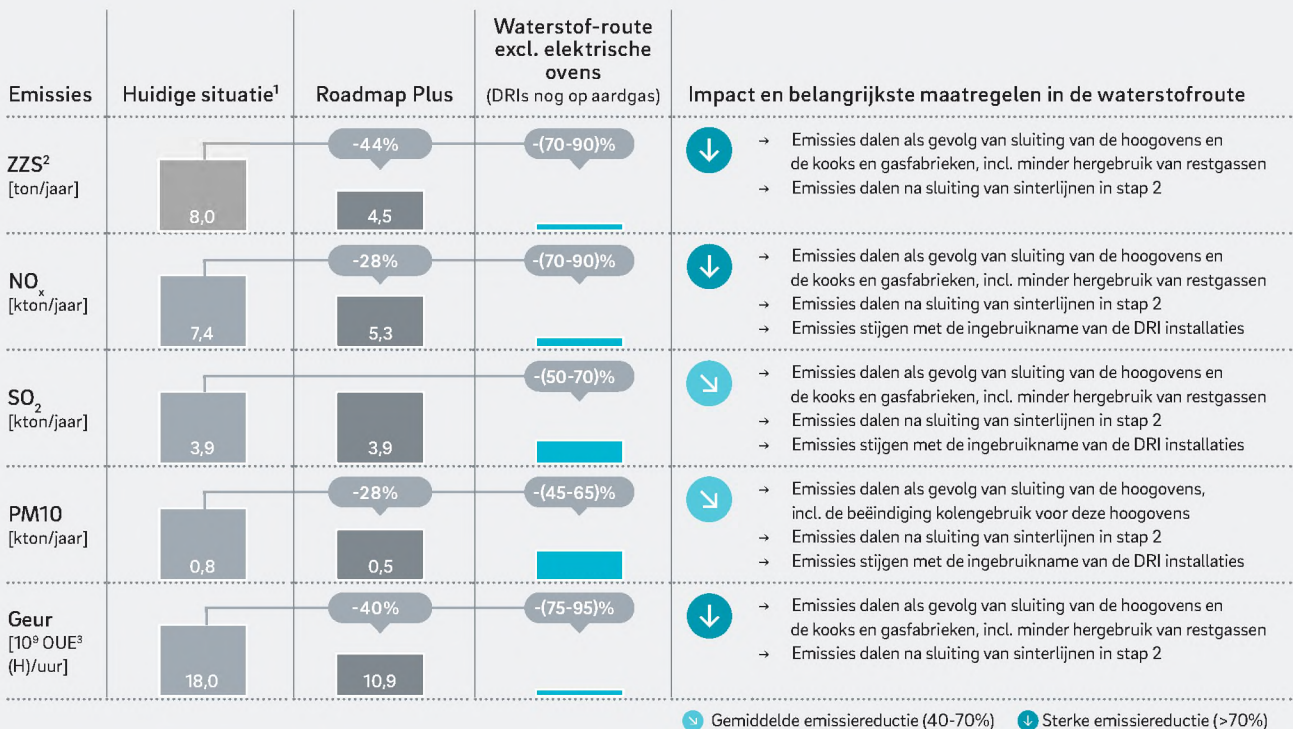 Emissies
Huidige situatie¹
Roadmap Plus
Waterstof-route
excl. elektrische
ovens
(DRIs nog op aardgas)
Impact en belangrijkste maatregelen in de waterstofroute
ZZS²
[ton/jaar]
8,0
-44%
4,5
-(70-90)%
→ Emissies dalen als gevolg van sluiting van de hoogovens en
de kooks en gasfabrieken, incl. minder hergebruik van restgassen
→ Emissies dalen na sluiting van sinterlijnen in stap 2
NOₓ
[kton/jaar]
7,4
-28%
5,3
-(70-90)%
→ Emissies dalen als gevolg van sluiting van de hoogovens en
de kooks en gasfabrieken, incl. minder hergebruik van restgassen
→ Emissies dalen na sluiting van sinterlijnen in stap 2
→ Emissies stijgen met de ingebruikname van de DRI installaties
SO₂
[kton/jaar]
3,9
3,9
-(50-70)%
→ Emissies dalen als gevolg van sluiting van de hoogovens en
de kooks en gasfabrieken, incl. minder hergebruik van restgassen
→ Emissies dalen na sluiting van sinterlijnen in stap 2
→ Emissies stijgen met de ingebruikname van de DRI installaties
PM10
[kton/jaar]
0,8
-28%
0,5
-(45-65)%
→ Emissies dalen als gevolg van sluiting van de hoogovens,
incl. de beëindiging kolengebruik voor deze hoogovens
→ Emissies dalen na sluiting van sinterlijnen in stap 2
→ Emissies stijgen met de ingebruikname van de DRI installaties
Geur
[10⁹ OUE³
(H)/uur]
18,0
-40%
10,9
-(75-95)%
→ Emissies dalen als gevolg van sluiting van de hoogovens en
de kooks en gasfabrieken, incl. minder hergebruik van restgassen
→ Emissies dalen na sluiting van sinterlijnen in stap 2
Gemiddelde emissiereductie (40-70%)
Sterke emissiereductie (>70%)